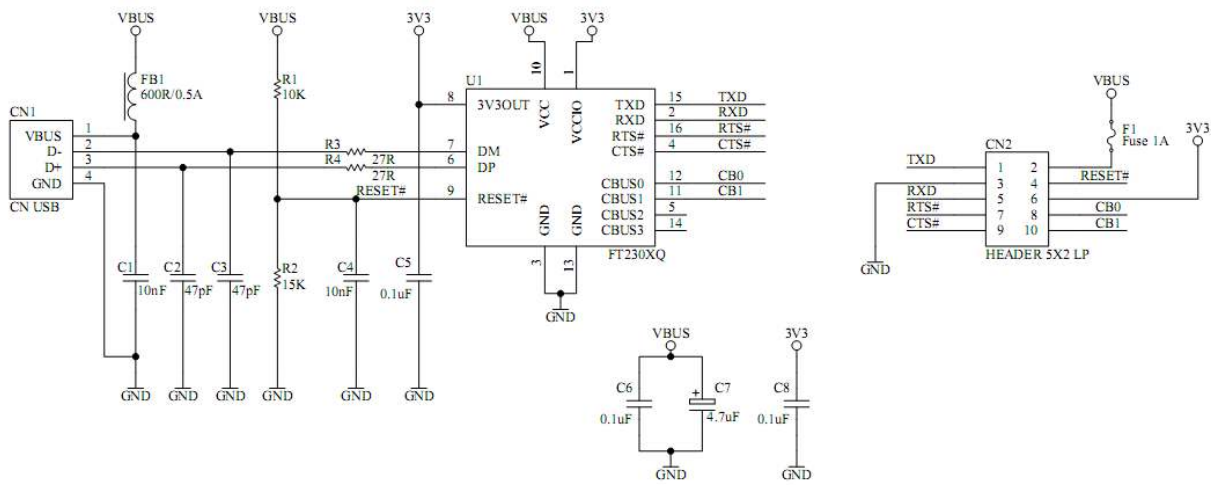 VBUS
VBUS
3V3
VBUS
3V3
FB1
600R/0.5A
R1
10K
U1
10
1
CN1
VBUS
D-
D+
GND
1
2
3
4
CN USB
8
3V3OUT
VCC
VCCIO
TXD
RXD
RTS#
CTS#
15
2
16
4
TXD
RXD
RTS#
CTS#
R3
R4
27R
27R
7
6
DM
DP
RESET#
9
RESET#
CBUS0
CBUS1
CBUS2
CBUS3
12
11
5
14
CB0
CB1
GND
GND
3
13
FT230XQ
GND
C1
10nF
C2
47pF
C3
47pF
R2
15K
C4
10nF
C5
0.1uF
GND
GND
GND
GND
GND
GND
VBUS
F1
Fuse 1A
3V3
CN2
TXD
1
2
3
4
RESET#
RXD
5
6
RTS#
7
8
CB0
CTS#
9
10
CB1
HEADER 5X2 LP
GND
VBUS
3V3
C6
0.1uF
+
C7
4.7uF
C8
0.1uF
GND
GND